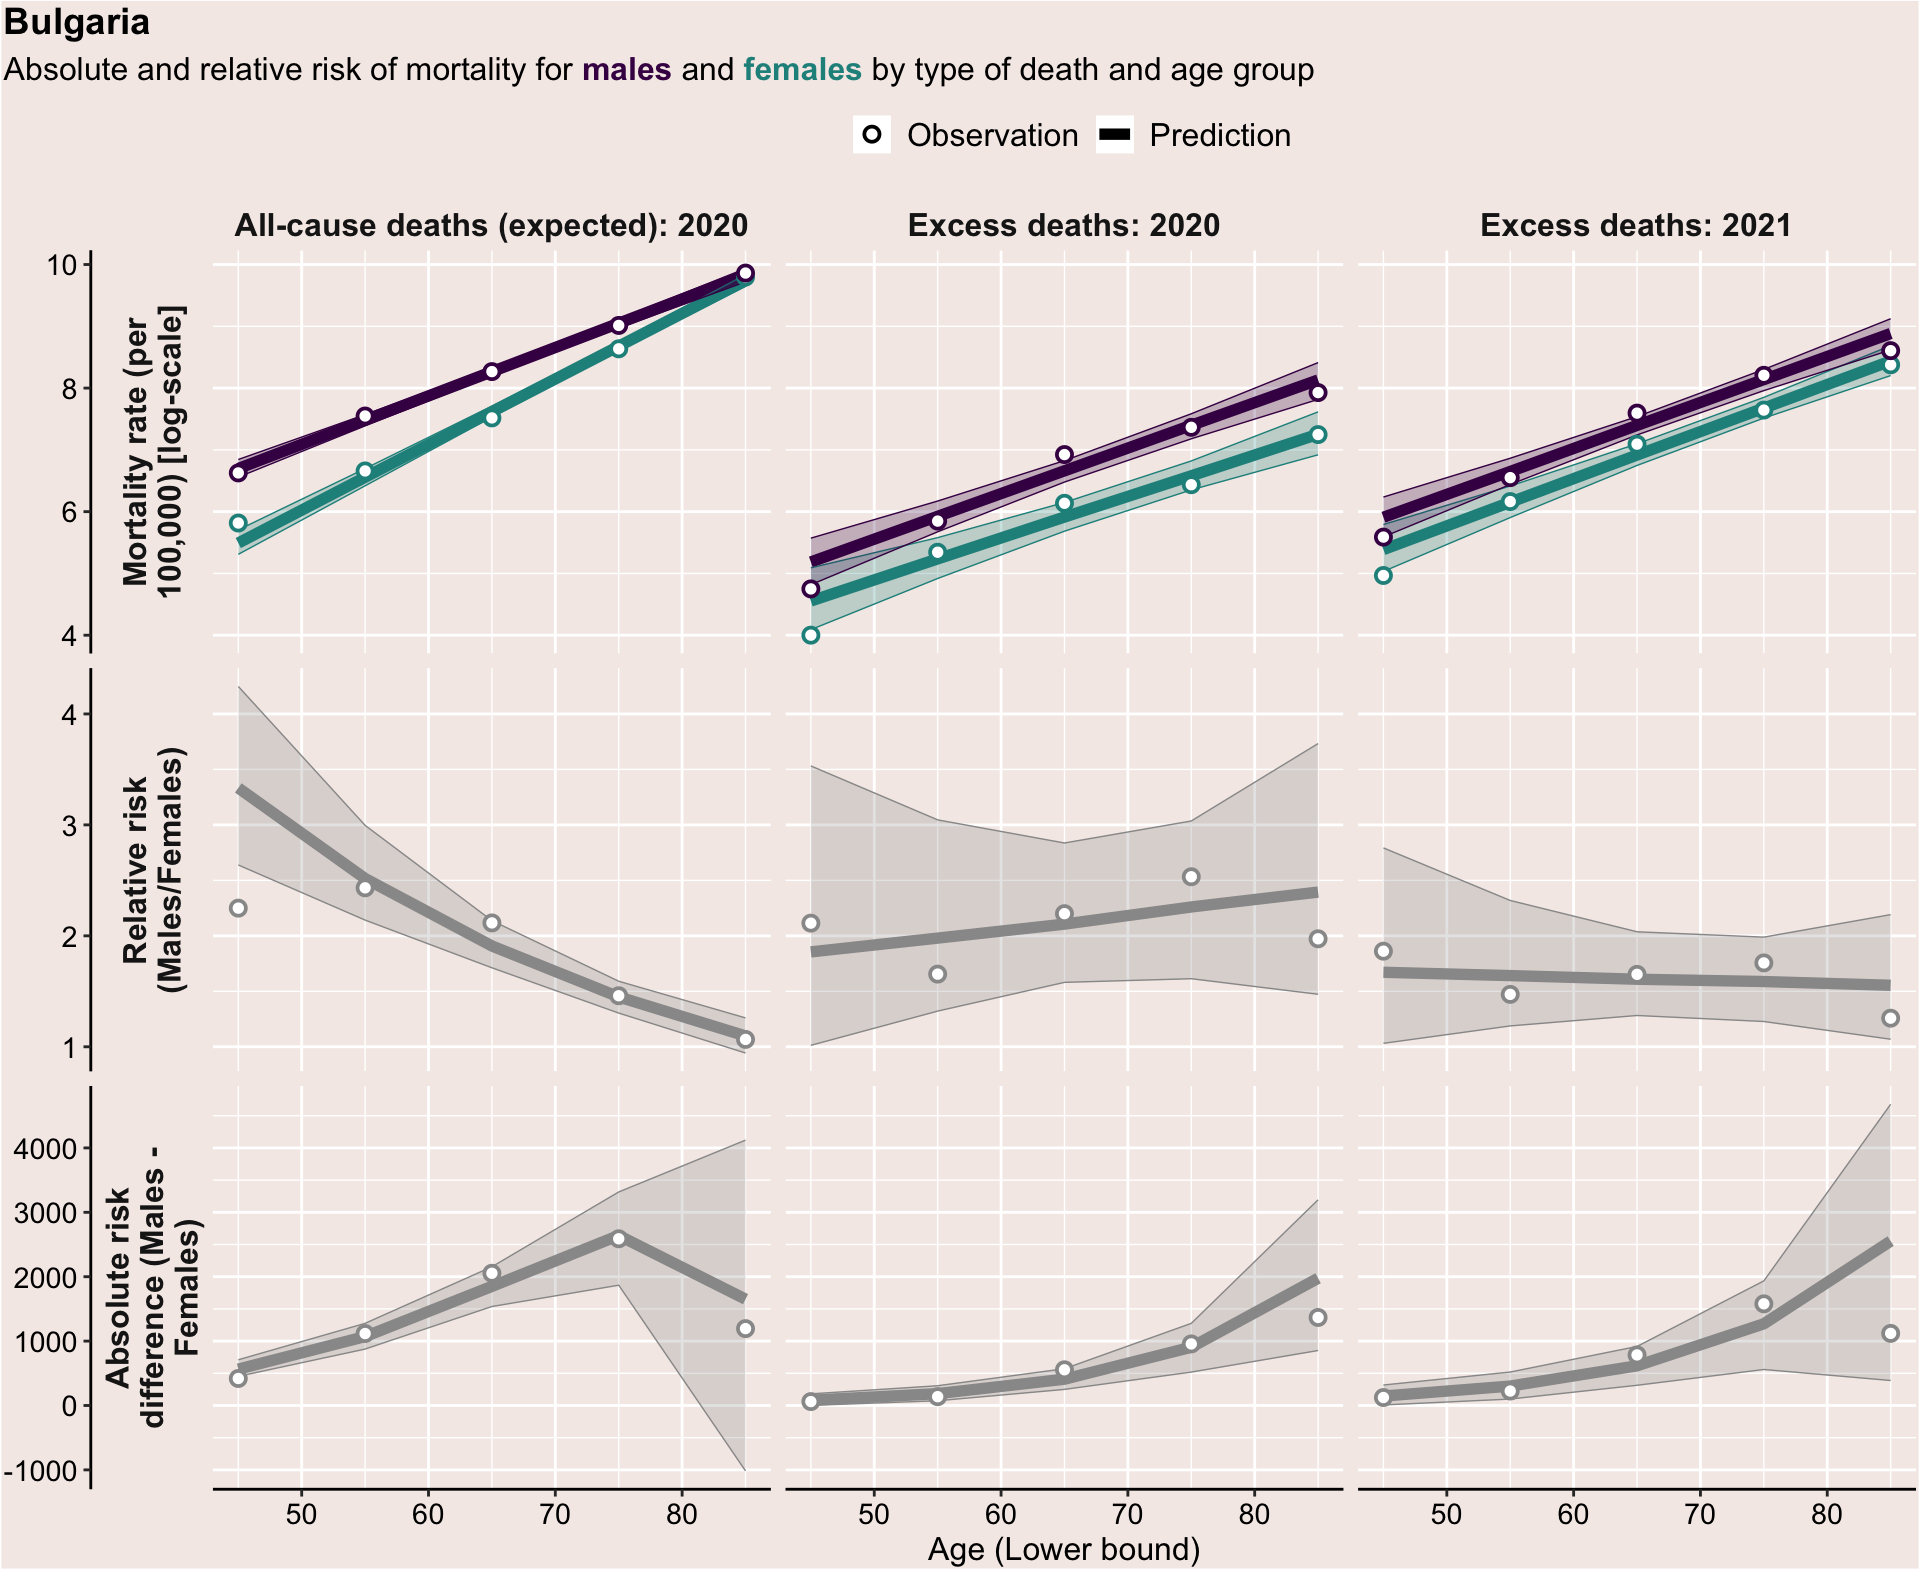 Bulgaria
Absolute and relative risk of mortality for males and females by type of death and age group
Observation
Prediction
All-cause deaths (expected): 2020
Excess deaths: 2020
Excess deaths: 2021
Mortality rate (per
100,000) [log-scale]
10
8
6
4
Relative risk
(Males/Females)
4
3
2
1
Absolute risk
difference (Males -
Females)
4000
3000
2000
1000
0
-1000
50 60 70 80
50 60 70 80
50 60 70 80
Age (Lower bound)